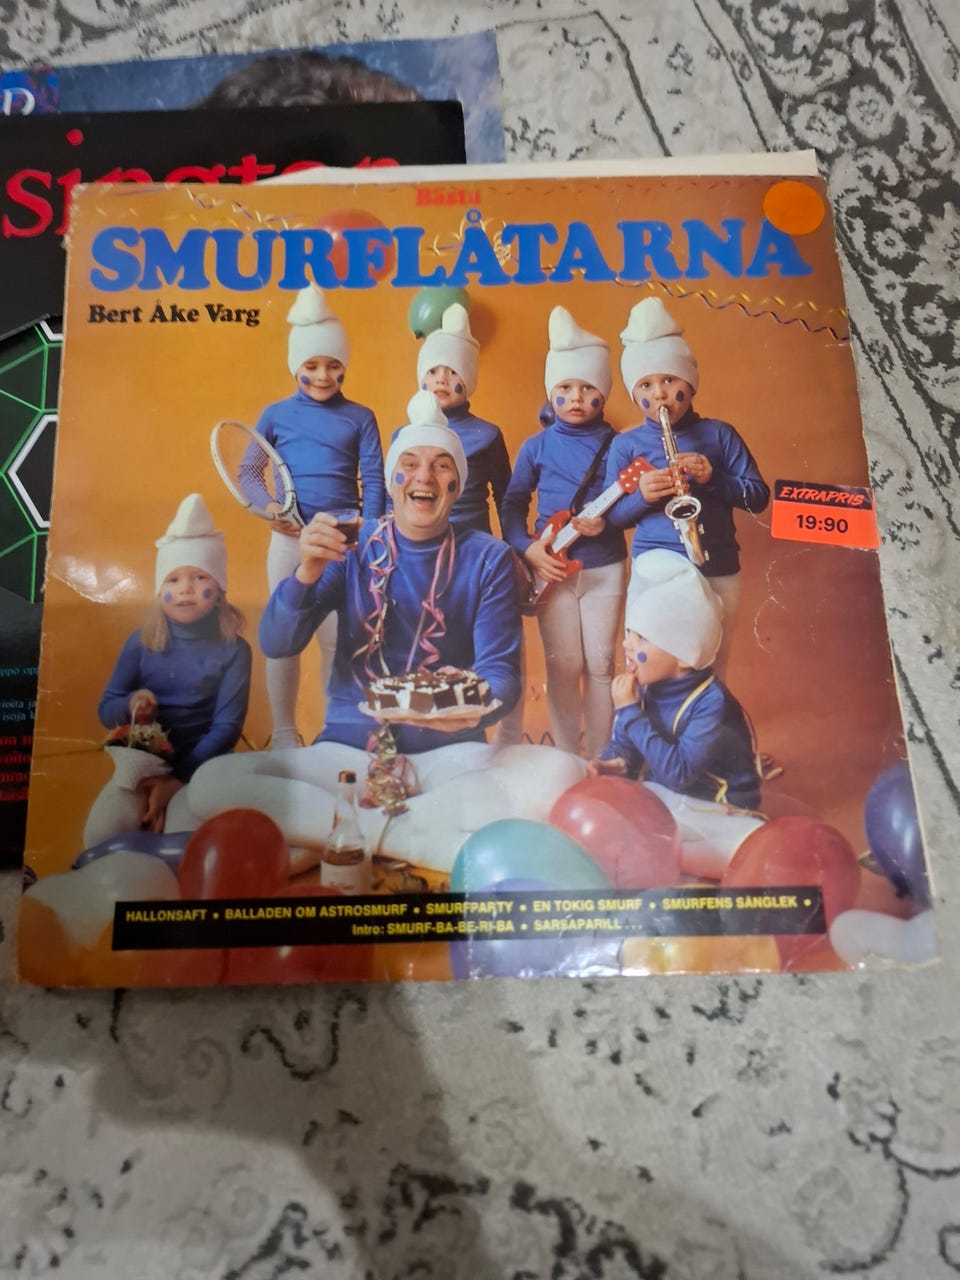 Bästa
SMURFLÅTARNA
Bert Åke Varg
EXTRAPRIS
19:90
HALLONSAFT • BALLADEN OM ASTROSMURF • SMURFPARTY • EN TOKIG SMURF • SMURFENS SÅNGLEK •
Intro: SMURF-BA-BE-RI-BA • SARSAPARILL . . .